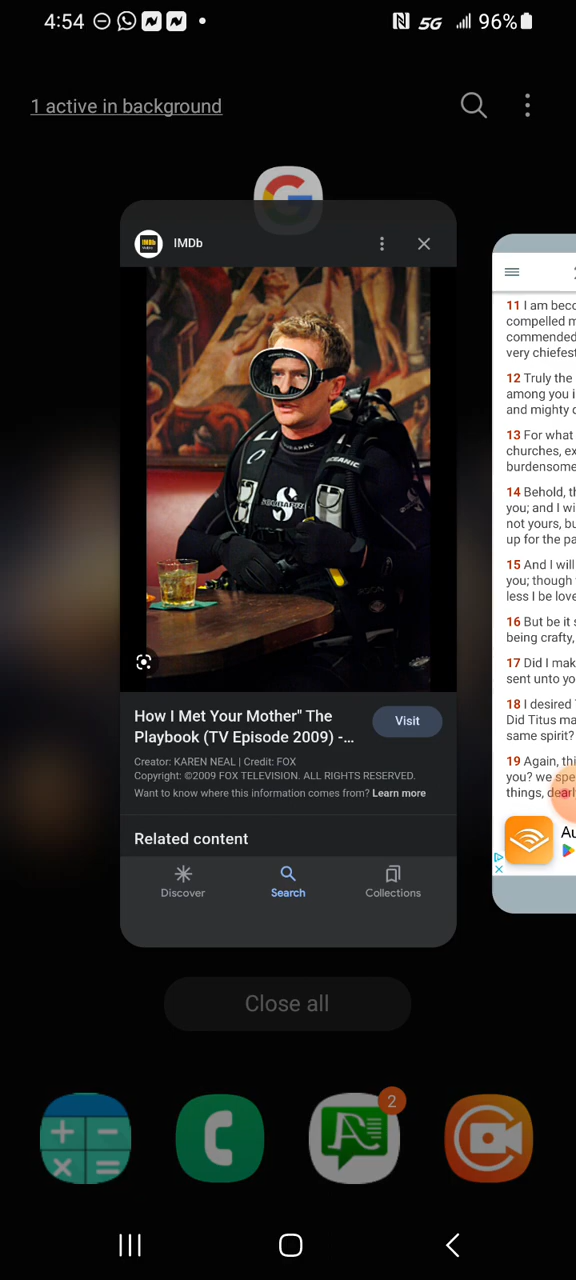 4:54
5G
96%
1 active in background
IMDb
SCUBAPRO
OCEANIC
How I Met Your Mother" The
Playbook (TV Episode 2009) -...
Visit
Creator: KAREN NEAL | Credit: FOX
Copyright: ©2009 FOX TELEVISION. ALL RIGHTS RESERVED.
Want to know where this information comes from? Learn more
Related content
Discover
Search
Collections
11 I am beco
compelled m
commended
very chiefest
12 Truly the
among you i
and mighty d
13 For what
churches, ex
burdensome
14 Behold, th
you; and I wi
not yours, bu
up for the pa
15 And I will
you; though
less I be love
16 But be it s
being crafty,
17 Did I mak
sent unto yo
18 I desired T
Did Titus ma
same spirit?
19 Again, thi
you? we spe
things, dearl
Au
Close all
2